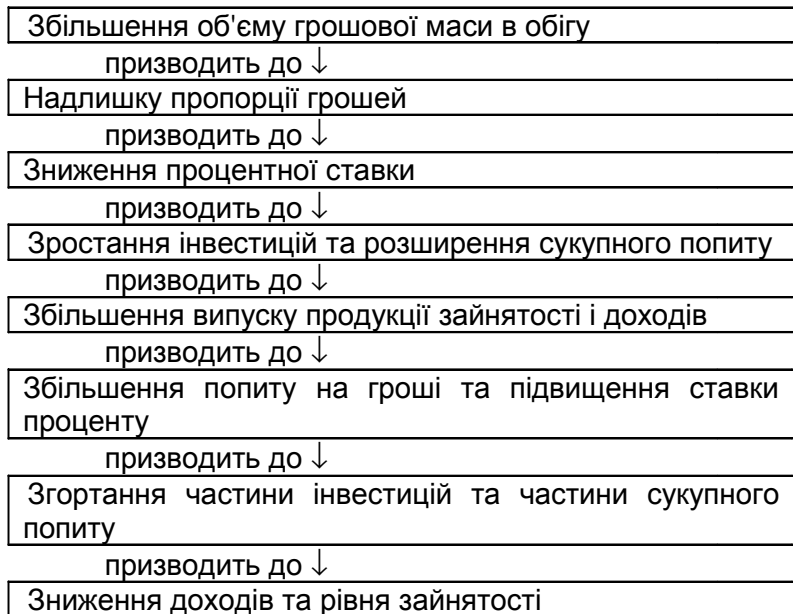 Збільшення об'єму грошової маси в обігу
призводить до ↓
Надлишку пропорції грошей
призводить до ↓
Зниження процентної ставки
призводить до ↓
Зростання інвестицій та розширення сукупного попиту
призводить до ↓
Збільшення випуску продукції зайнятості і доходів
призводить до ↓
Збільшення попиту на гроші та підвищення ставки
проценту
призводить до ↓
Згортання частини інвестицій та частини сукупного
попиту
призводить до ↓
Зниження доходів та рівня зайнятості